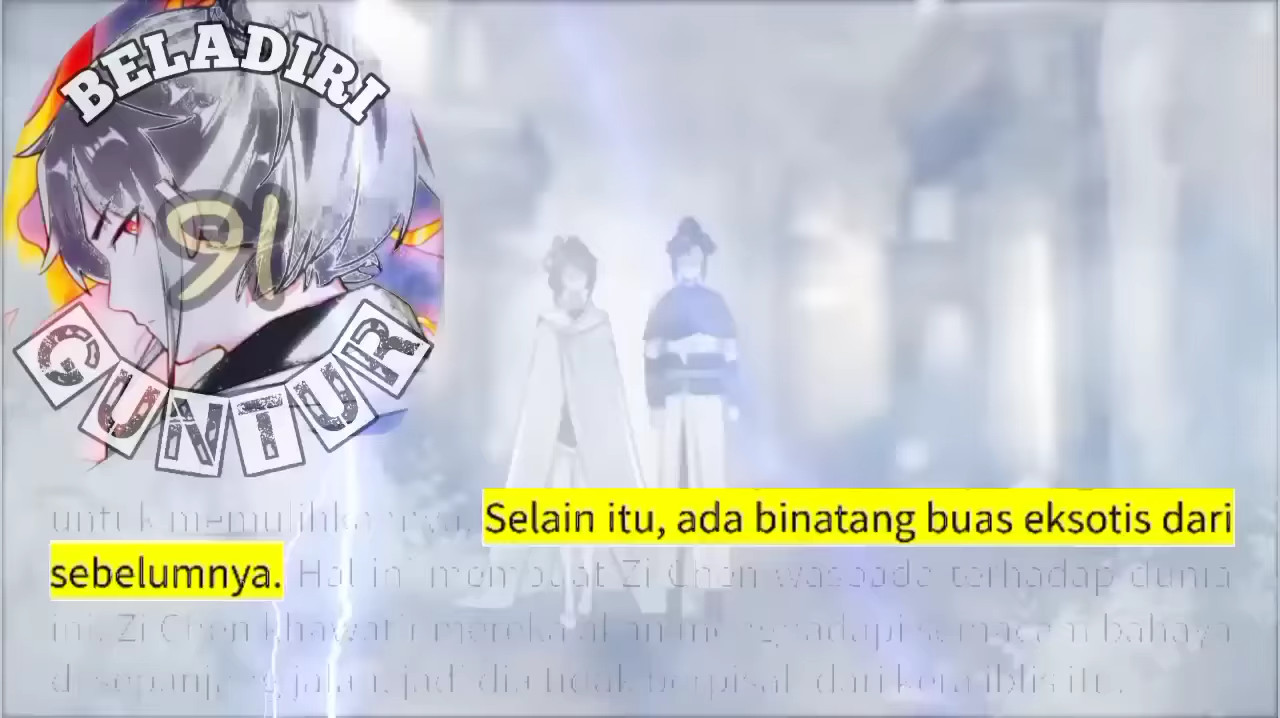 BELADIRI
91
GUNTUR
untuk memulihkannya. Selain itu, ada binatang buas eksotis dari
sebelumnya. Hal ini membuat Zi Chen waspada terhadap dunia
ini. Zi Chen khawatir mereka akan menghadapi semacam bahaya
di sepanjang jalan, jadi dia tidak berpisah dari kera iblis itu.